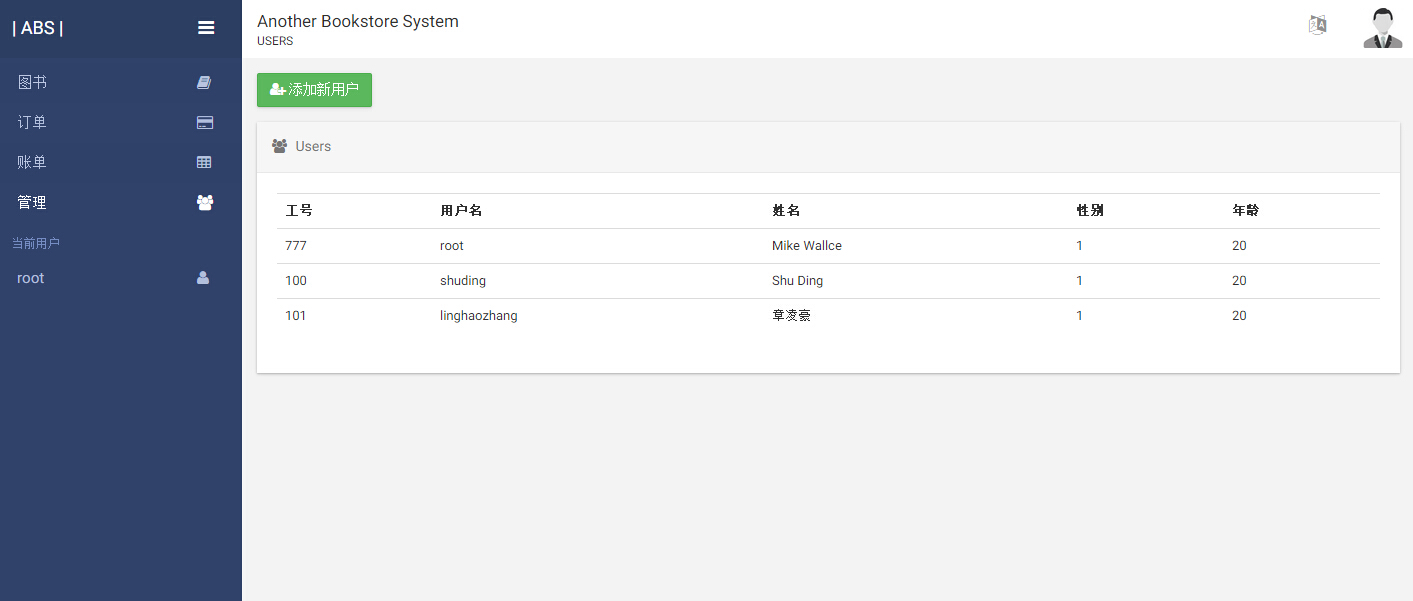 | ABS |
图书
订单
账单
管理
当前用户
root
Another Bookstore System
USERS
添加新用户
Users
工号 用户名 姓名 性别 年龄
777 root Mike Wallce 1 20
100 shuding Shu Ding 1 20
101 linghaozhang 章凌豪 1 20